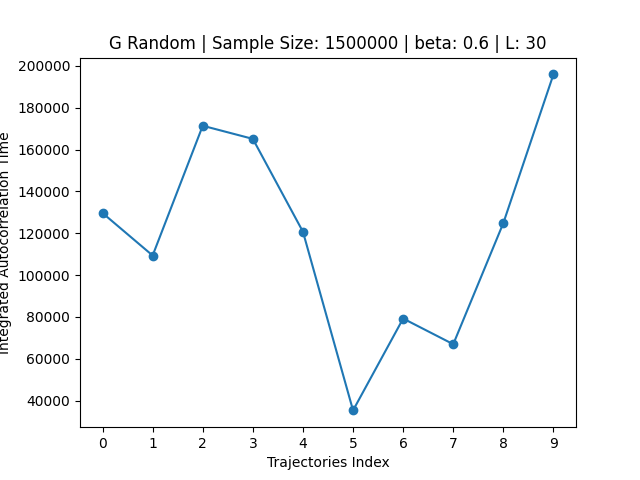 G Random | Sample Size: 1500000 | beta: 0.6 | L: 30
200000
180000
160000
140000
120000
100000
80000
60000
40000
Integrated Autocorrelation Time
0 1 2 3 4 5 6 7 8 9
Trajectories Index